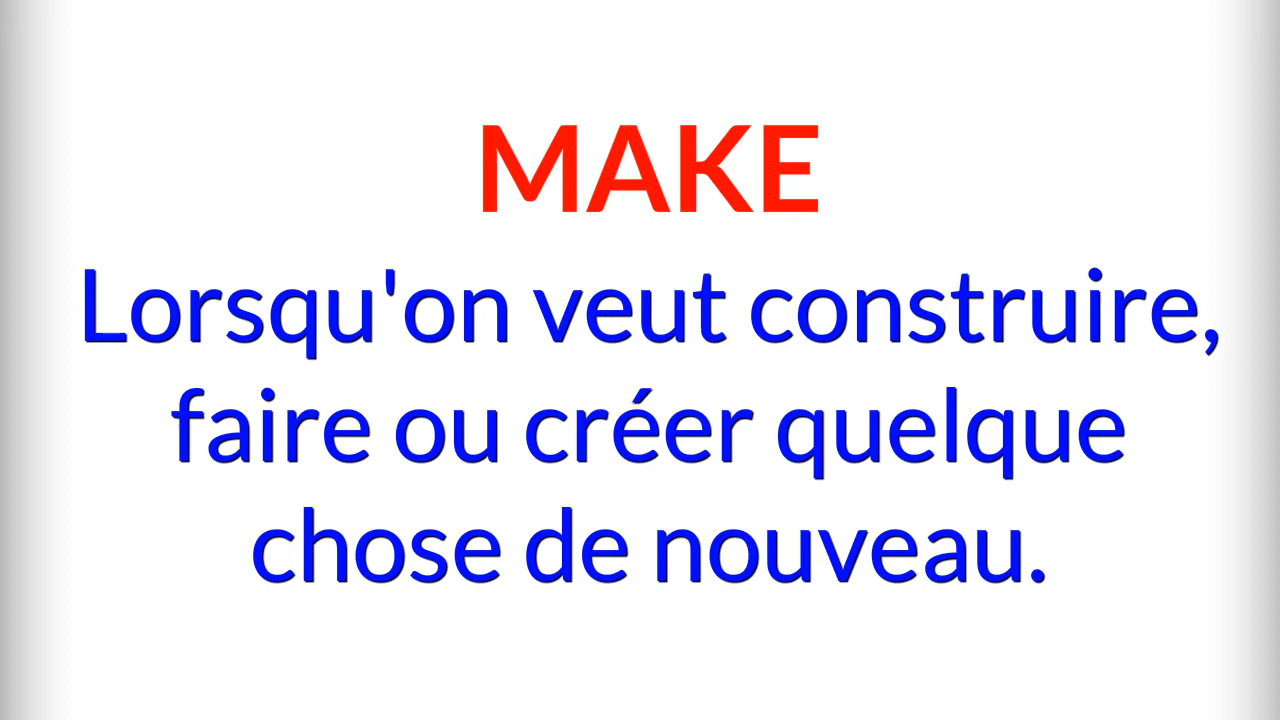 MAKE
Lorsqu'on veut construire,
faire ou créer quelque
chose de nouveau.